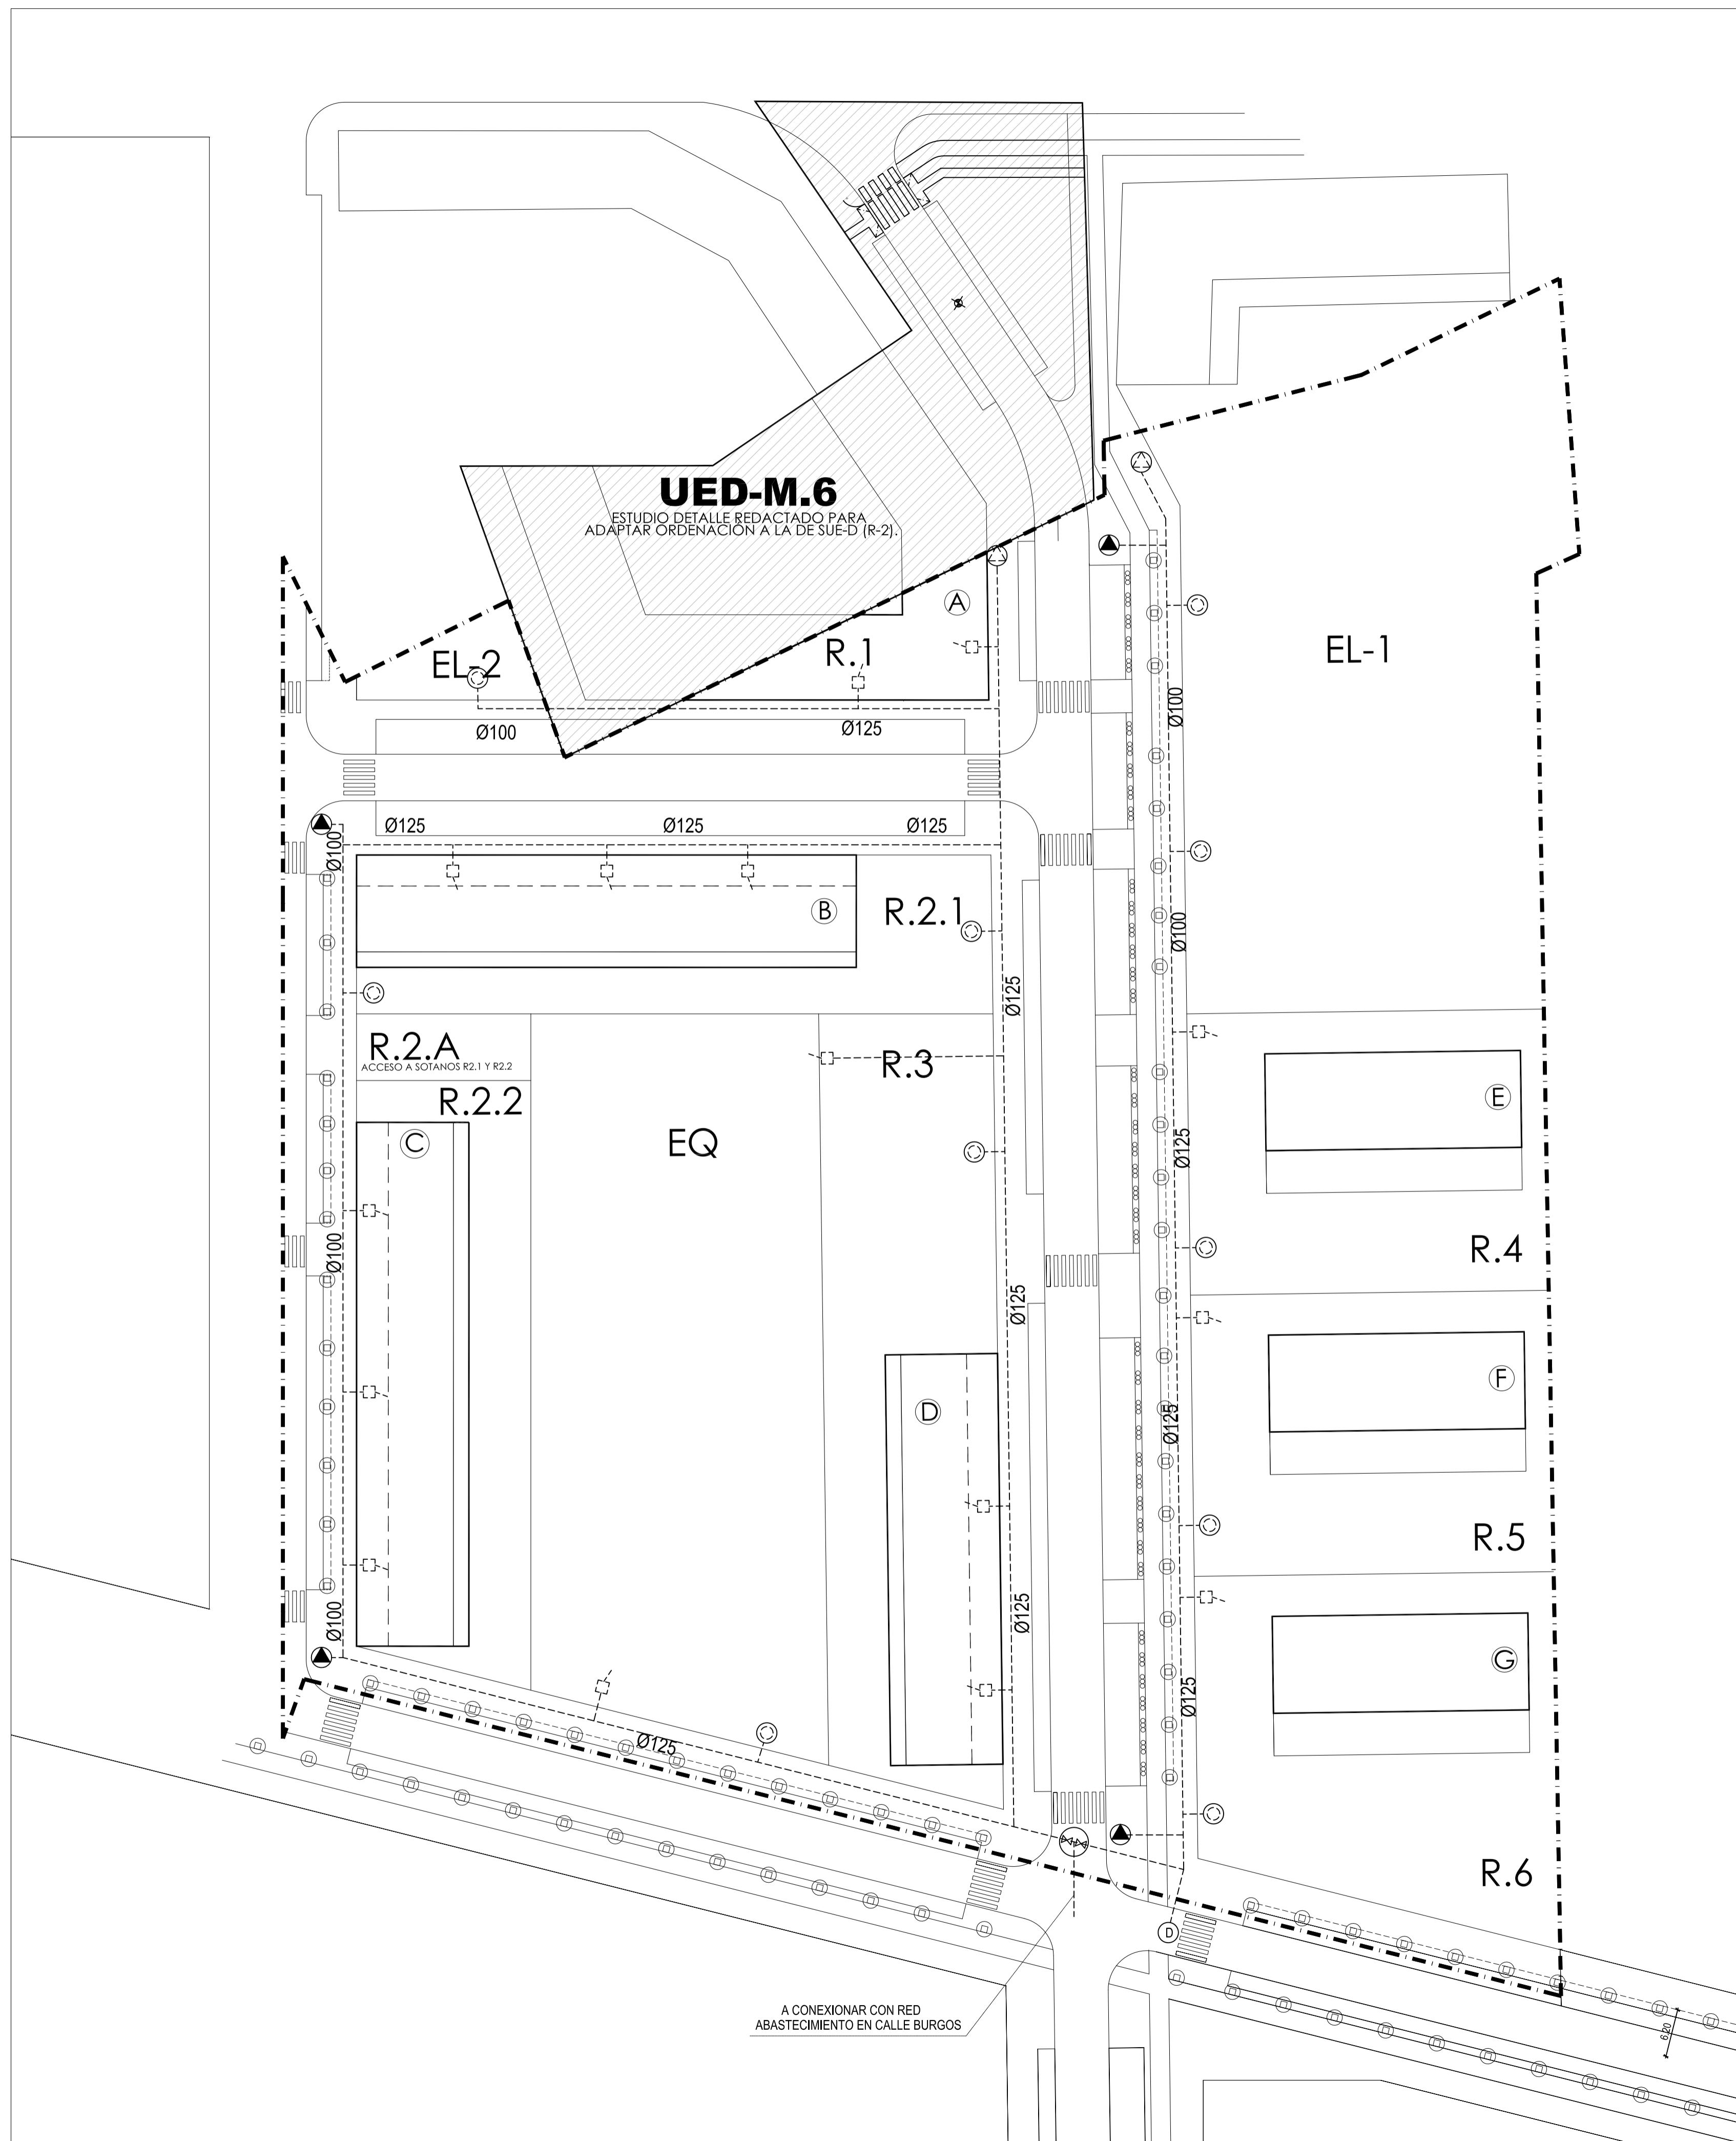 UED-M.6
ESTUDIO DETALLE REDACTADO PARA
ADAPTAR ORDENACIÓN A LA DE SUE-D (R-2).
A
EL-2
R.1
EL-1
Ø100
Ø100
Ø125
Ø125
Ø125
Ø125
Ø100
B
R.2.1
Ø100
Ø125
R.2.A
ACCESO A SOTANOS R2.1 Y R2.2
R.2.2
R.3
C
EQ
E
Ø125
Ø100
R.4
Ø125
D
F
Ø125
R.5
Ø100
Ø125
G
Ø125
Ø125
R.6
D
A CONEXIONAR CON RED
ABASTECIMIENTO EN CALLE BURGOS
6.20